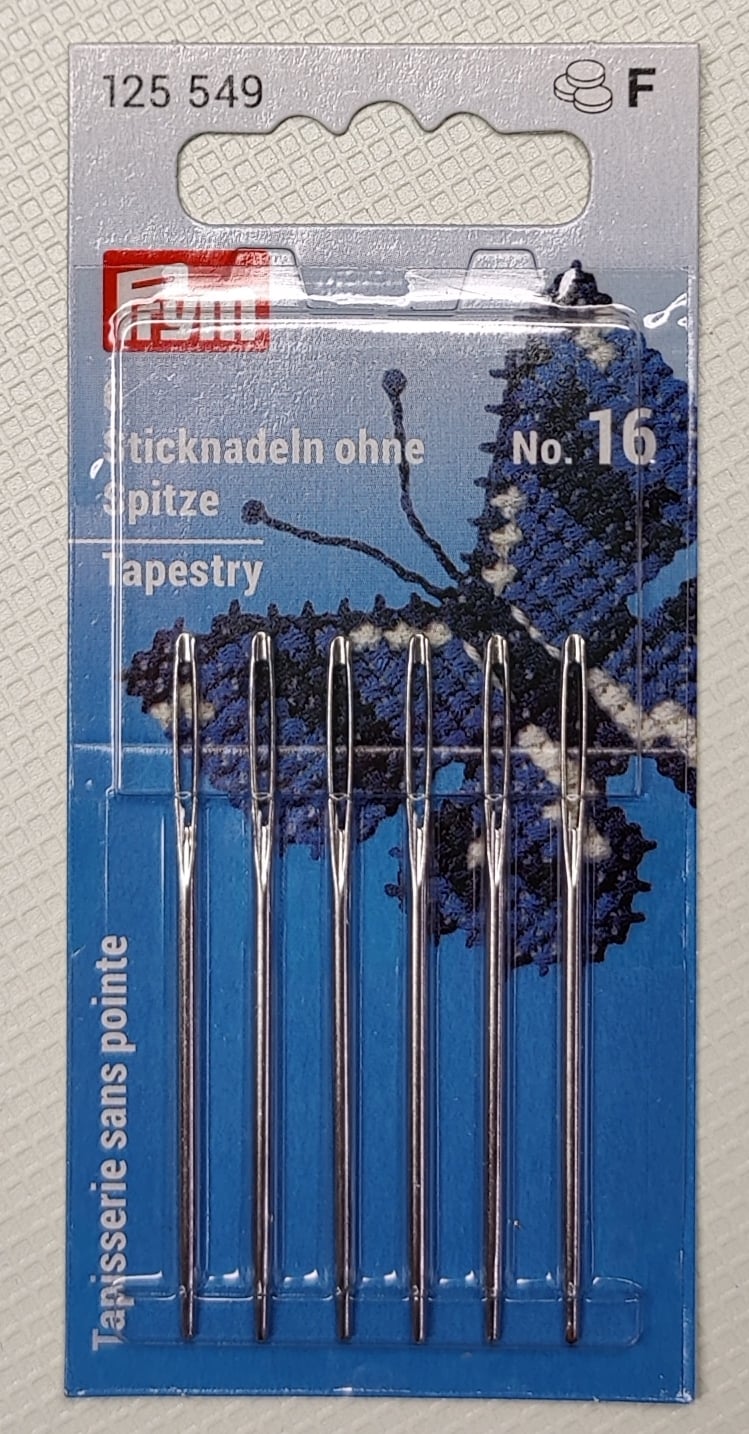 125 549
F
Prym
Sticknadeln ohne
Spitze
No. 16
Tapestry
Tapisserie sans pointe